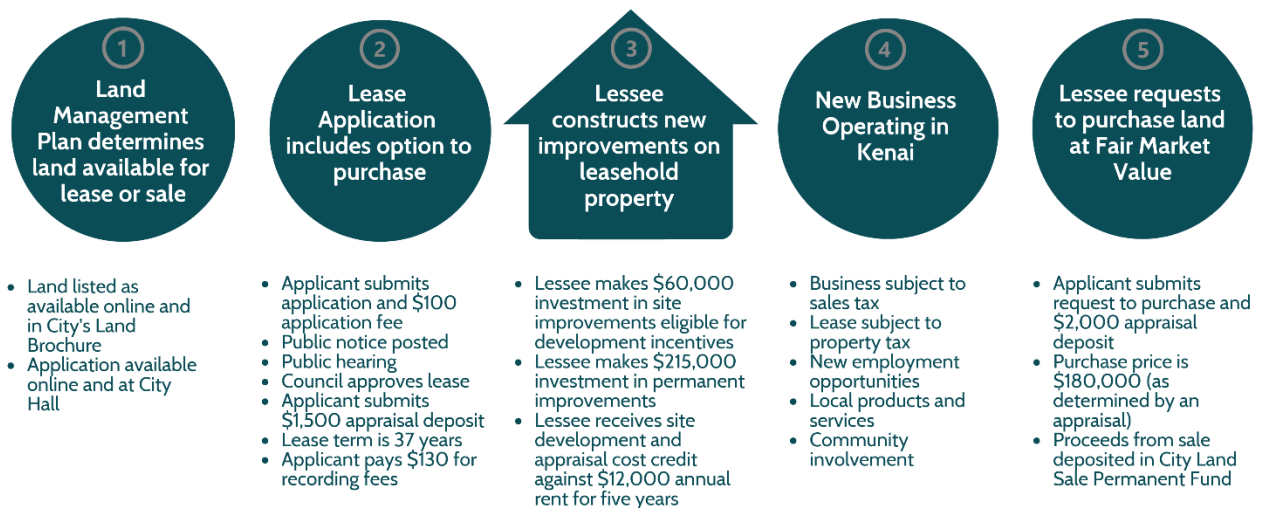 1
Land
Management
Plan determines
land available for
lease or sale
• Land listed as
available online and
in City's Land
Brochure
• Application available
online and at City
Hall
2
Lease
Application
includes option to
purchase
• Applicant submits
application and $100
application fee
• Public notice posted
• Public hearing
• Council approves lease
• Applicant submits
$1,500 appraisal deposit
• Lease term is 37 years
• Applicant pays $130 for
recording fees
3
Lessee
constructs new
improvements on
leasehold
property
• Lessee makes $60,000
investment in site
improvements eligible for
development incentives
• Lessee makes $215,000
investment in permanent
improvements
• Lessee receives site
development and
appraisal cost credit
against $12,000 annual
rent for five years
4
New Business
Operating in
Kenai
• Business subject to
sales tax
• Lease subject to
property tax
• New employment
opportunities
• Local products and
services
• Community
involvement
5
Lessee requests
to purchase land
at Fair Market
Value
• Applicant submits
request to purchase and
$2,000 appraisal
deposit
• Purchase price is
$180,000 (as
determined by an
appraisal)
• Proceeds from sale
deposited in City Land
Sale Permanent Fund